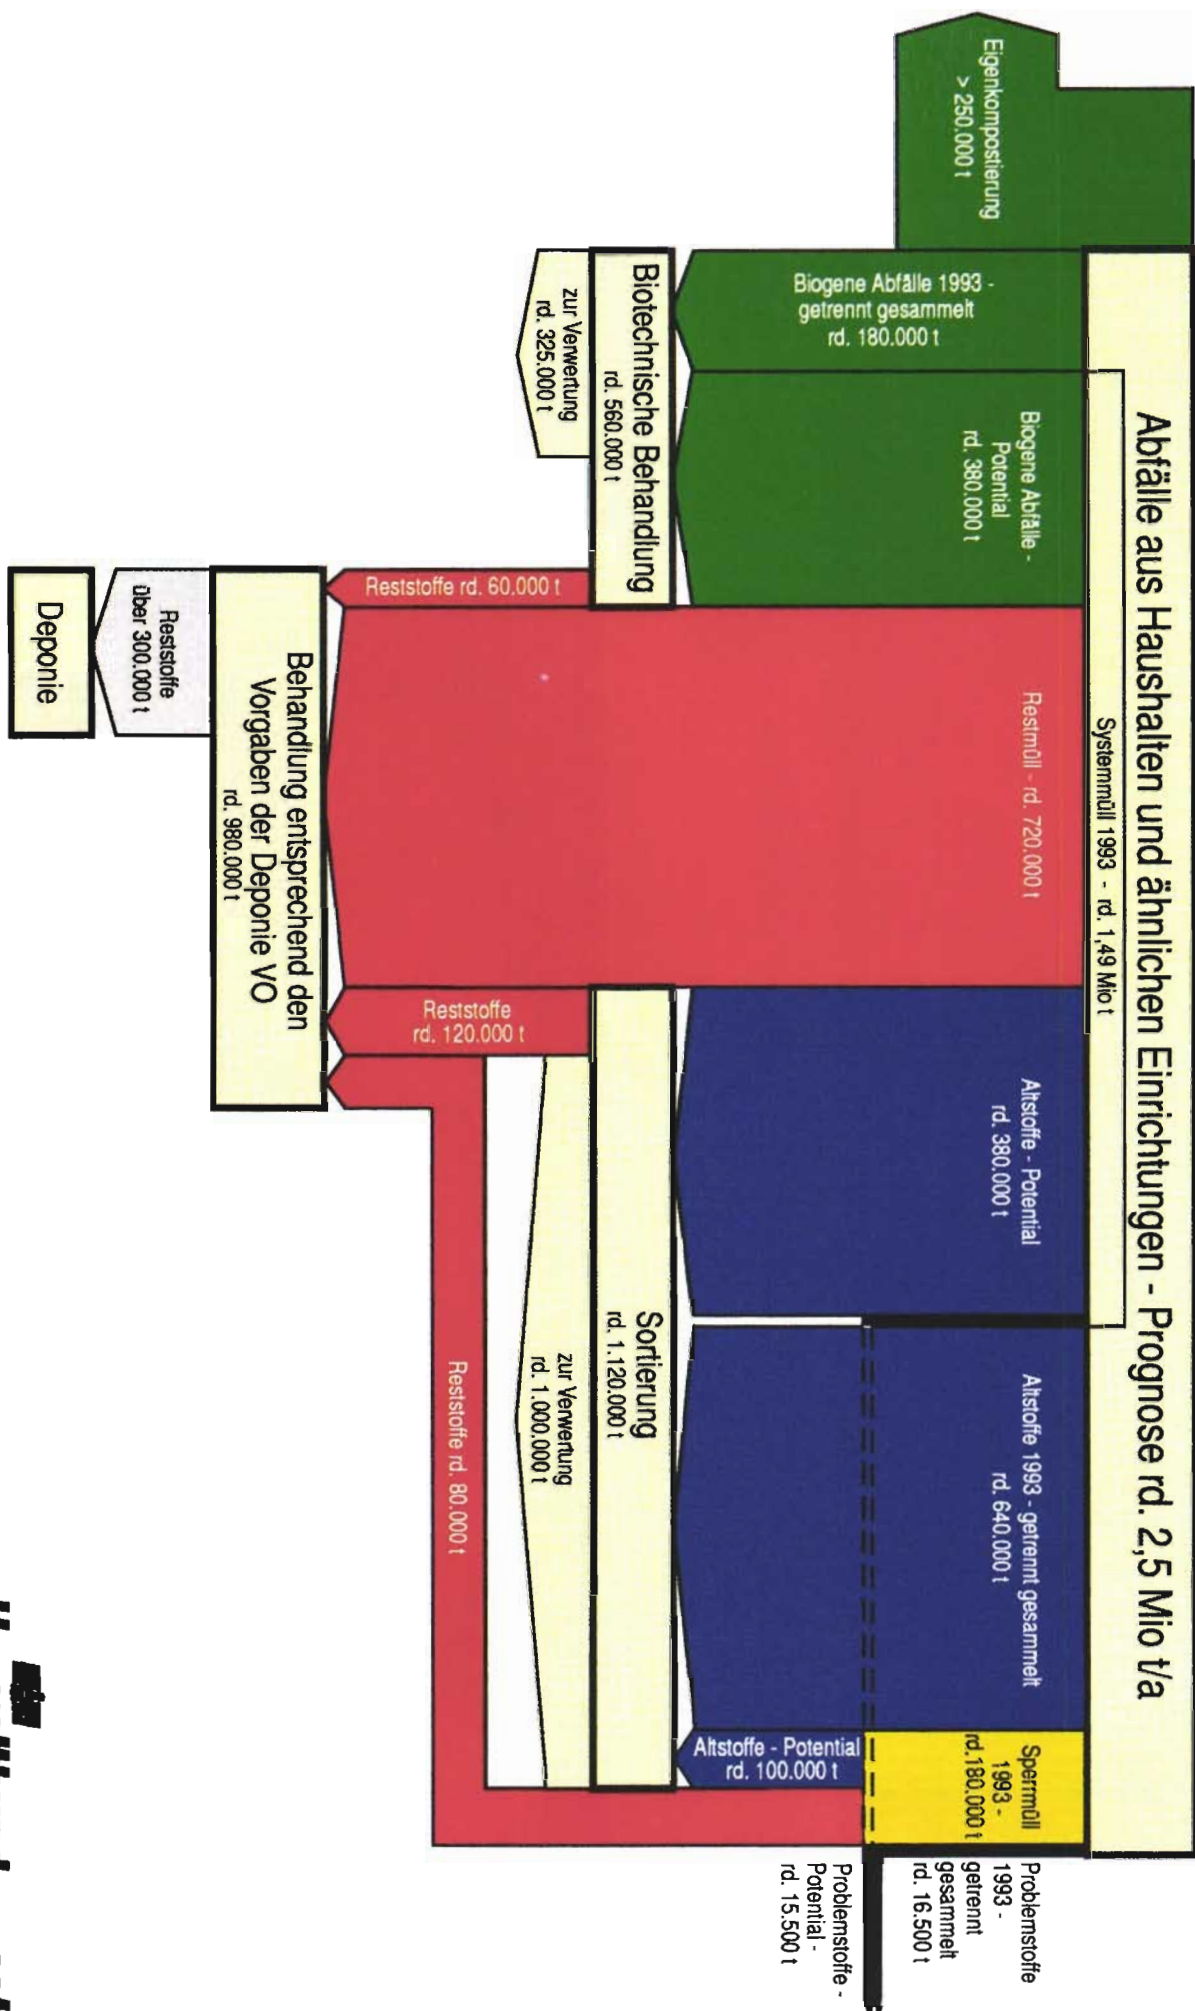 Abfälle aus Haushalten und ähnlichen Einrichtungen - Prognose rd. 2,5 Mio t/a
Systemmüll 1993 - rd. 1,49 Mio t
Eigenkompostierung
> 250.000 t
Biogene Abfälle 1993 -
getrennt gesammelt
rd. 180.000 t
Biogene Abfälle -
Potential
rd. 380.000 t
Restmüll - rd. 720.000 t
Altstoffe - Potential
rd. 380.000 t
Altstoffe 1993 - getrennt gesammelt
rd. 640.000 t
Sperrmüll
1993 -
rd.180.000 t
Problemstoffe
1993 -
getrennt
gesammelt
rd. 16.500 t
Problemstoffe -
Potential -
rd. 15.500 t
Altstoffe - Potential
rd. 100.000 t
Biotechnische Behandlung
rd. 560.000 t
Sortierung
rd. 1.120.000 t
zur Verwertung
rd. 325.000 t
zur Verwertung
rd. 1.000.000 t
Reststoffe rd. 60.000 t
Reststoffe
rd. 120.000 t
Reststoffe rd. 80.000 t
Behandlung entsprechend den
Vorgaben der Deponie VO
rd. 980.000 t
Reststoffe
über 300.000 t
Deponie